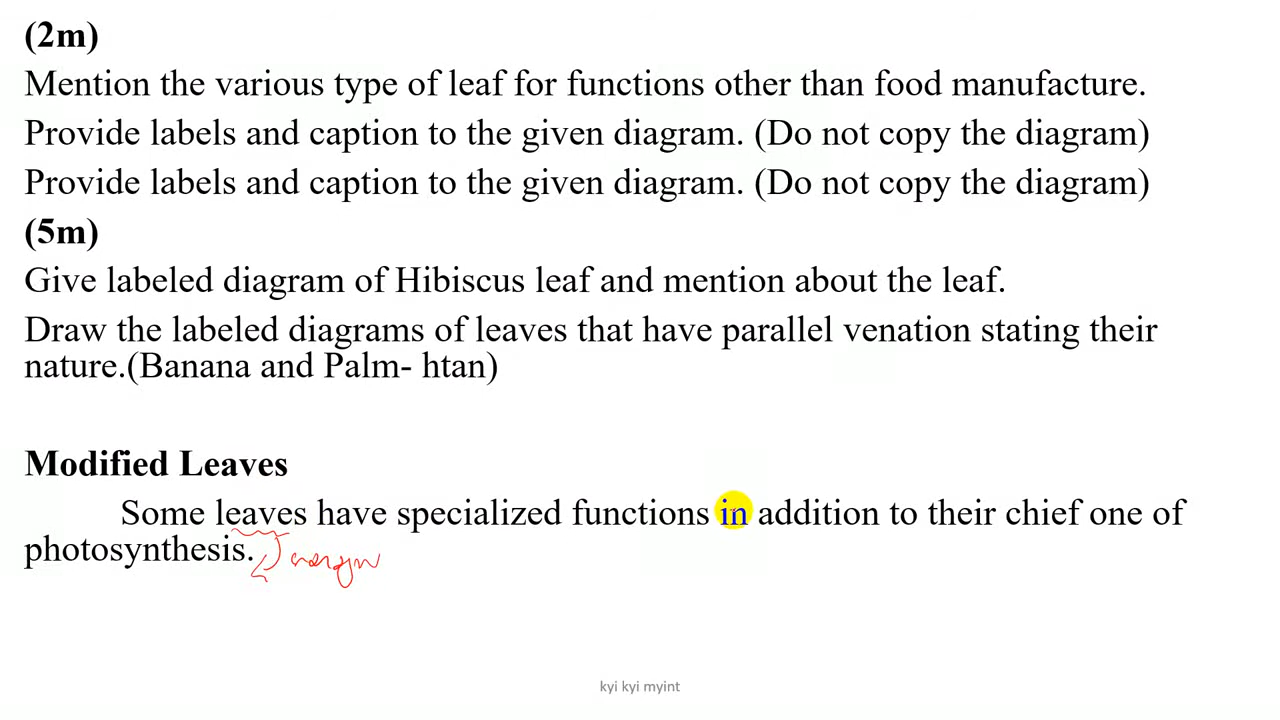 (2m)
Mention the various type of leaf for functions other than food manufacture.
Provide labels and caption to the given diagram. (Do not copy the diagram)
Provide labels and caption to the given diagram. (Do not copy the diagram)
(5m)
Give labeled diagram of Hibiscus leaf and mention about the leaf.
Draw the labeled diagrams of leaves that have parallel venation stating their
nature.(Banana and Palm- htan)
Modified Leaves
Some leaves have specialized functions in addition to their chief one of
photosynthesis.
margin
kyi kyi myint